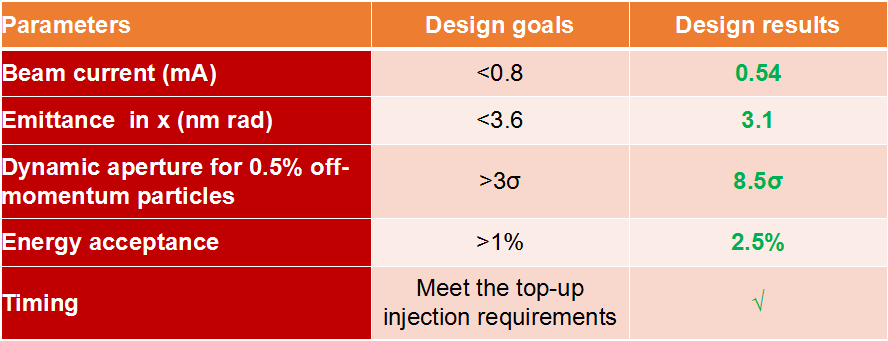 Parameters Design goals Design results
Beam current (mA) <0.8 0.54
Emittance  in x (nm rad) <3.6 3.1
Dynamic aperture for 0.5% off-
momentum particles >3σ 8.5σ
Energy acceptance >1% 2.5%
Timing Meet the top-up
injection requirements √